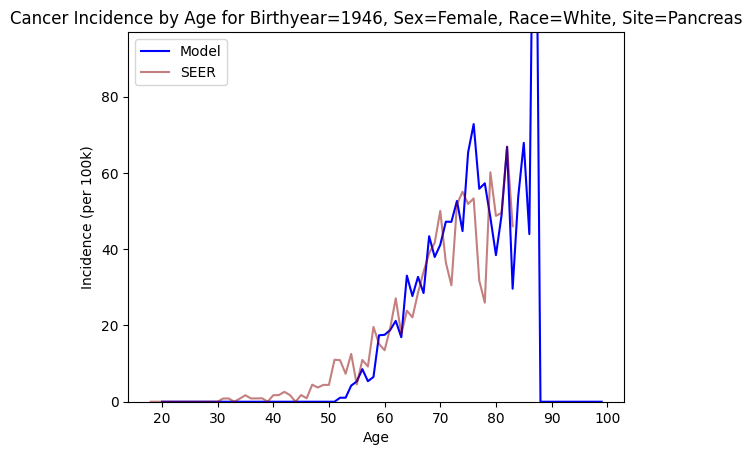 Cancer Incidence by Age for Birthyear=1946, Sex=Female, Race=White, Site=Pancreas
Model
SEER
80
60
40
20
0
Incidence (per 100k)
20 30 40 50 60 70 80 90 100
Age